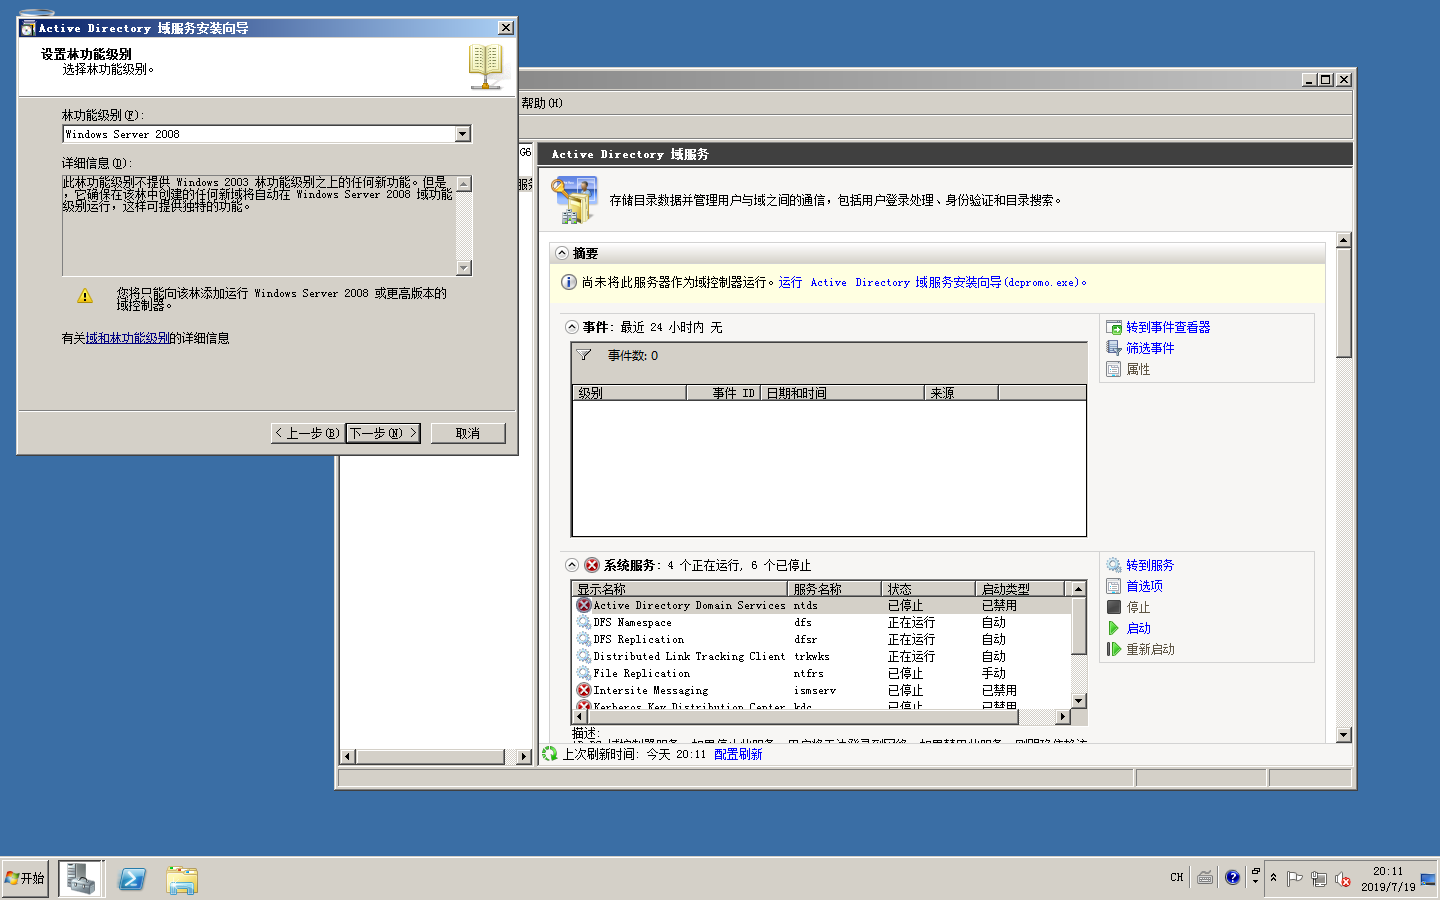 Active Directory 域服务安装向导
设置林功能级别
选择林功能级别。
林功能级别(F):
Windows Server 2008
详细信息(D):
此林功能级别不提供 Windows 2003 林功能级别之上的任何新功能。但是
，它确保在该林中创建的任何新域将自动在 Windows Server 2008 域功能
级别运行，这样可提供独特的功能。
您将只能向该林添加运行 Windows Server 2008 或更高版本的
域控制器。
有关域和林功能级别的详细信息
< 上一步(B)
下一步(N) >
取消
帮助(H)
G6
服务
Active Directory 域服务
存储目录数据并管理用户与域之间的通信，包括用户登录处理、身份验证和目录搜索。
摘要
尚未将此服务器作为域控制器运行。运行 Active Directory 域服务安装向导(dcpromo.exe)。
事件: 最近 24 小时内 无
转到事件查看器
筛选事件
属性
事件数: 0
级别 事件 ID 日期和时间 来源
系统服务: 4 个正在运行, 6 个已停止
转到服务
首选项
停止
启动
重新启动
显示名称 服务名称 状态 启动类型
Active Directory Domain Services ntds 已停止 已禁用
DFS Namespace dfs 正在运行 自动
DFS Replication dfsr 正在运行 自动
Distributed Link Tracking Client trkwks 正在运行 自动
File Replication ntfrs 已停止 手动
Intersite Messaging ismserv 已停止 已禁用
Kerberos Key Distribution Center kdc 已停止 已禁用
描述:
上次刷新时间: 今天 20:11 配置刷新
开始
CH
20:11
2019/7/19